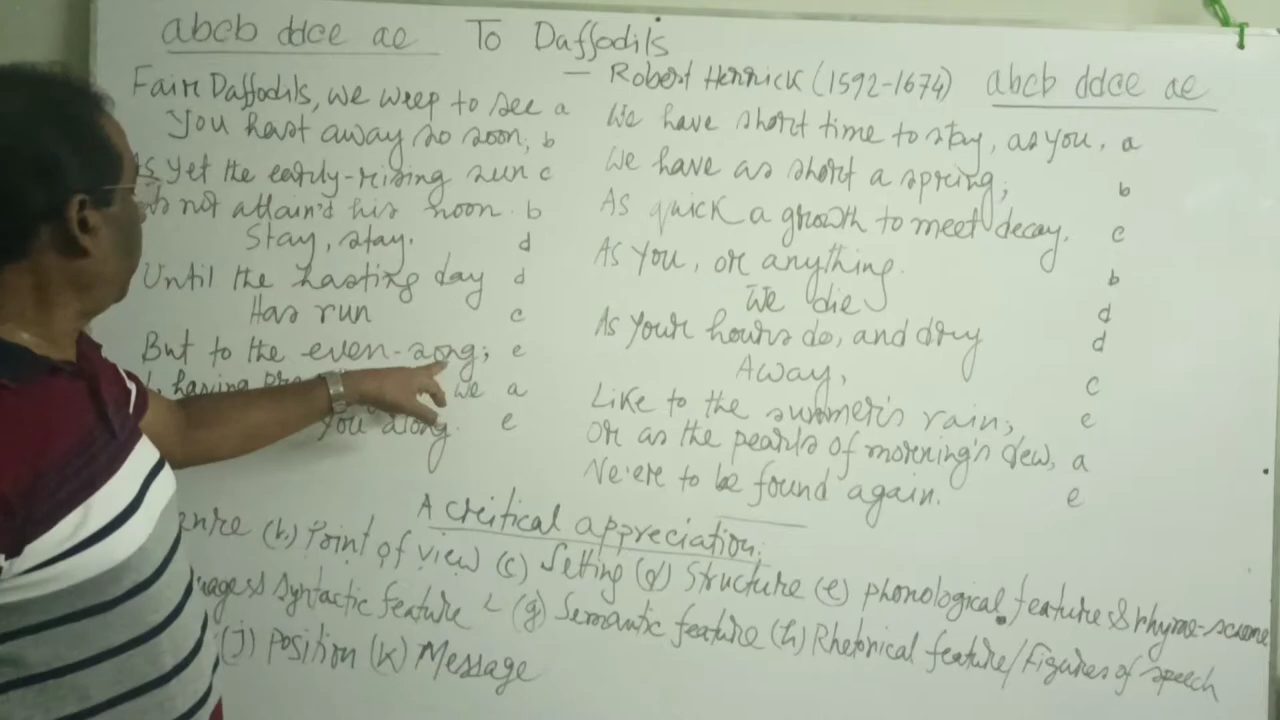 abcb ddce ae To Daffodils
— Robert Herrick (1592-1674) abcb ddce ae
Fair Daffodils, we weep to see a
You hast away so soon; b
As yet the early-rising sun c
not attain'd his noon. b
Stay, stay. d
Until the hasting day d
Has run c
But to the even-song; e
having we a
you along. e
We have short time to stay, as you, a
We have as short a spring; b
As quick a growth to meet decay. c
As you, or anything. b
We die d
As your hours do, and dry d
Away, c
Like to the summer's rain; e
Or as the pearls of morning's dew, a
Ne'ere to be found again. e
A critical appreciation.
(b.) Point of view (c) Setting (d) Structure (e) phonological feature & rhyme-sceme
syntactic feature (g) Semantic feature (h) Rhetorical feature/Figures of speech
(j) Position (k) Message